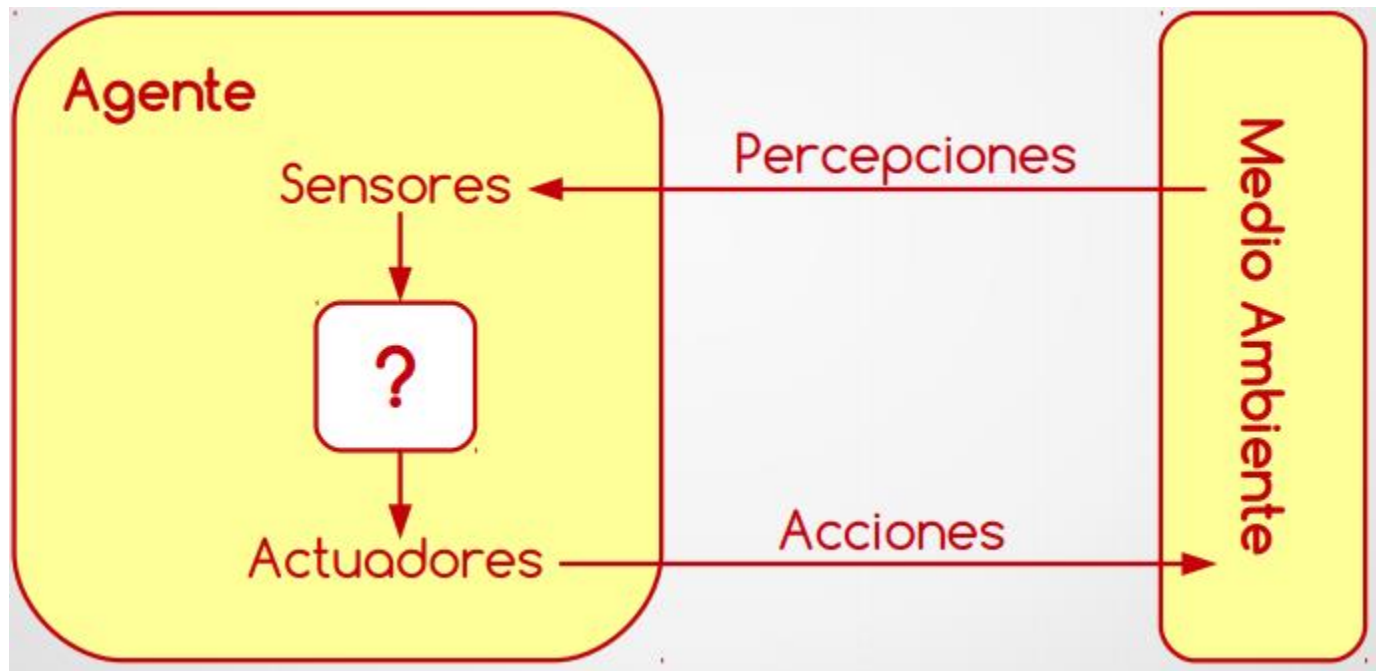 Agente
Percepciones
Sensores
?
Acciones
Actuadores
Medio Ambiente